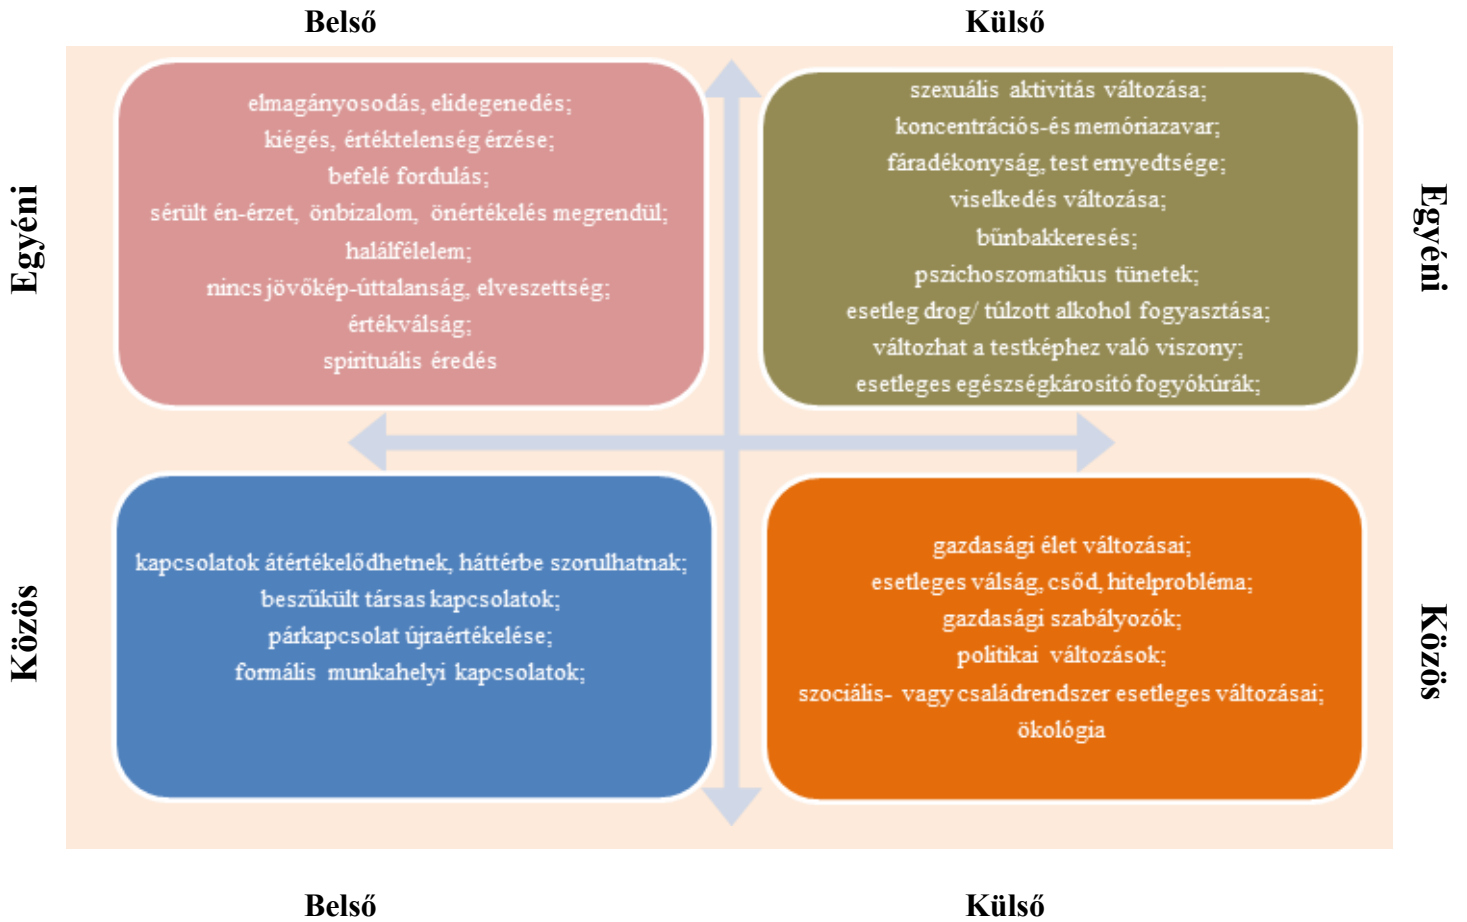 Belső
Külső
Egyéni
elmagányosodás, elidegenedés;
kiégés, értéktelenség érzése;
befelé fordulás;
sérült én-érzet, önbizalom, önértékelés megrendül;
halálfélelem;
nincs jövőkép-úttalanság, elveszettség;
értékválság;
spirituális éredés
szexuális aktivitás változása;
koncentrációs-és memóriazavar;
fáradékonyság, test ernyedtsége;
viselkedés változása;
bűnbakkeresés;
pszichoszomatikus tünetek;
esetleg drog/ túlzott alkohol fogyasztása;
változhat a testképhez való viszony;
esetleges egészségkárosító fogyókúrák;
Egyéni
Közös
kapcsolatok átértékelődhetnek, háttérbe szorulhatnak;
beszűkült társas kapcsolatok;
párkapcsolat újraértékelése;
formális munkahelyi kapcsolatok;
gazdasági élet változásai;
esetleges válság, csőd, hitelprobléma;
gazdasági szabályozók;
politikai változások;
szociális- vagy családrendszer esetleges változásai;
ökológia
Közös
Belső
Külső